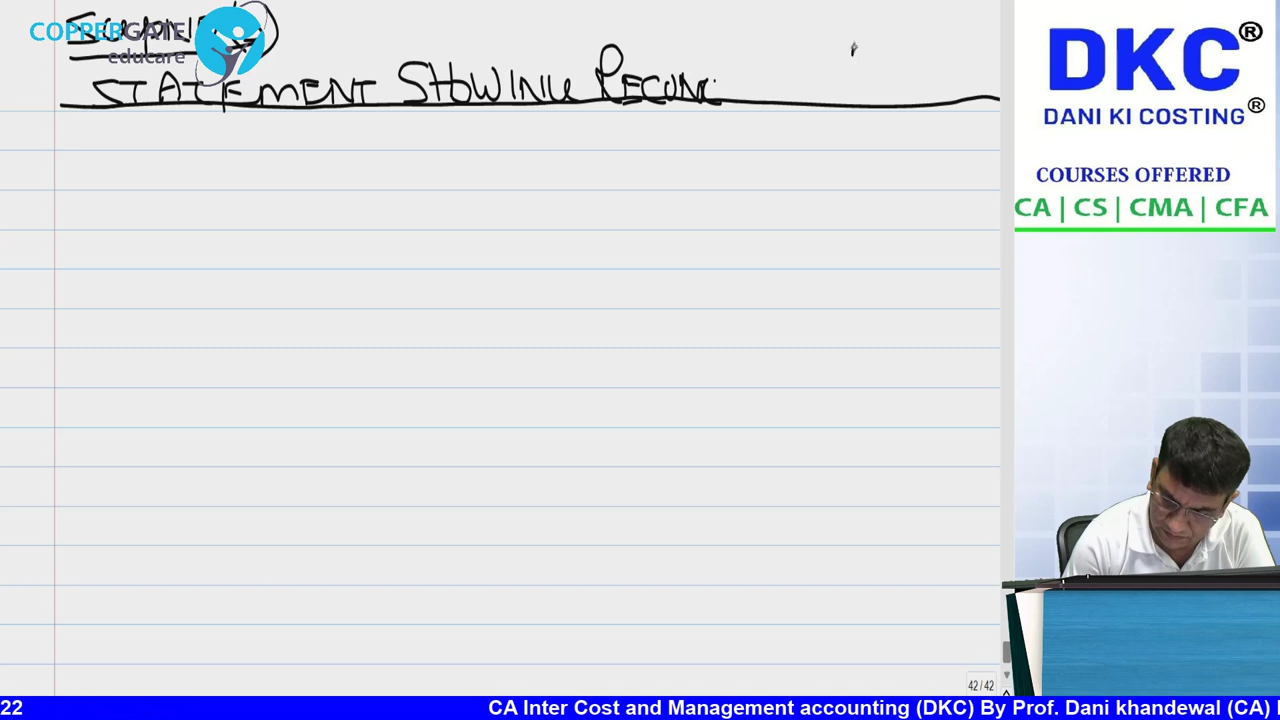 COPPERGATE
educare
STATEMENT SHOWING RECONC
DKC®
DANI KI COSTING®
COURSES OFFERED
CA | CS | CMA | CFA
42 / 42
22 CA Inter Cost and Management accounting (DKC) By Prof. Dani khandewal (CA)